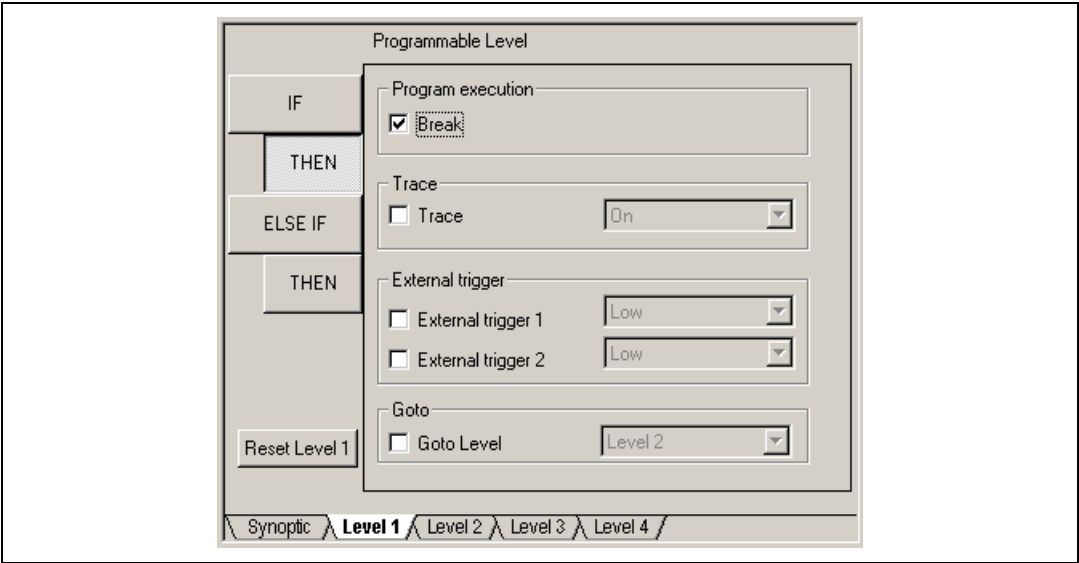 Programmable Level
IF
THEN
ELSE IF
THEN
Reset Level 1
Program execution
Break
Trace
Trace On
External trigger
External trigger 1 Low
External trigger 2 Low
Goto
Goto Level Level 2
Synoptic Level 1 Level 2 Level 3 Level 4